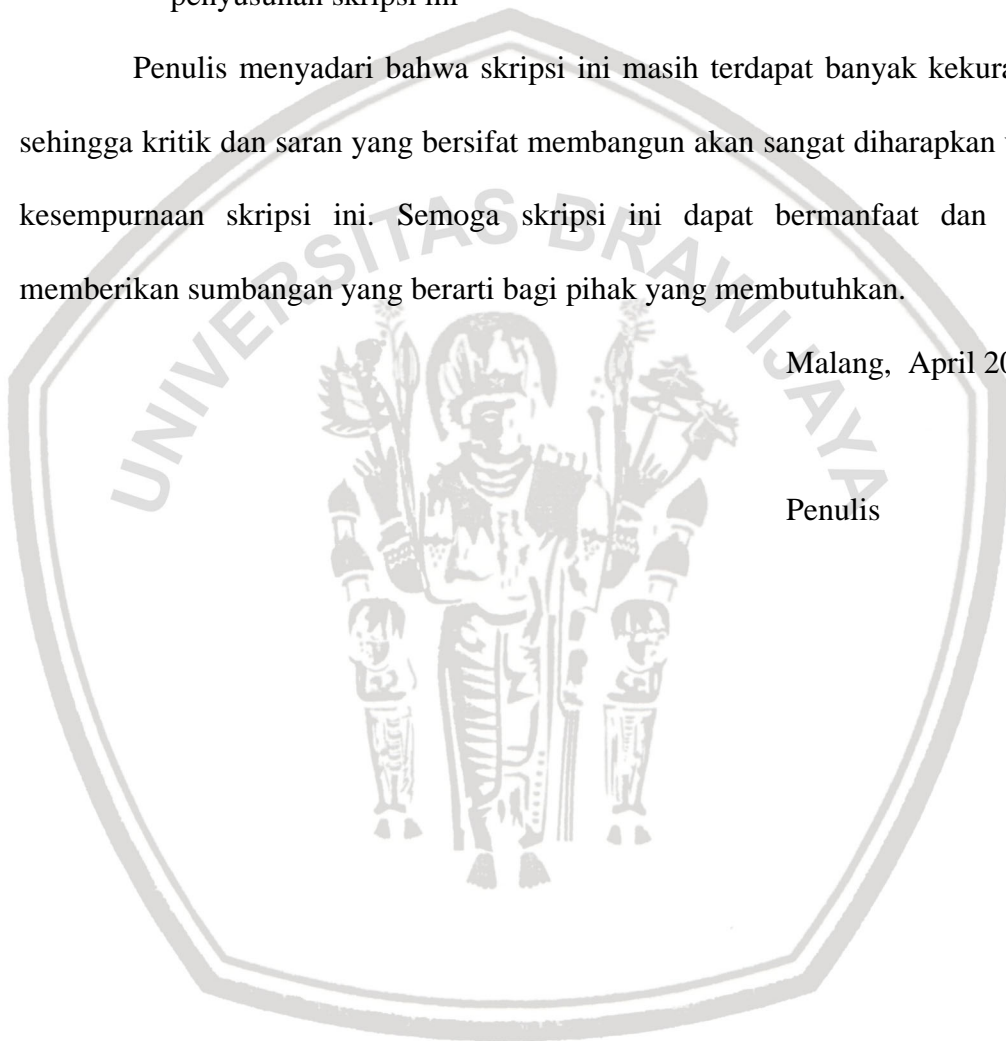 penyusunan skripsi ini
Penulis menyadari bahwa skripsi ini masih terdapat banyak
sehingga kritik dan saran yang bersifat membangun akan sangat diharapkan
kesempurnaan skripsi ini. Semoga skripsi ini dapat bermanfaat dan
memberikan sumbangan yang berarti bagi pihak yang membutuhkan.
Malang, April
Penulis
UNIVERSITAS BRAWIJAYA